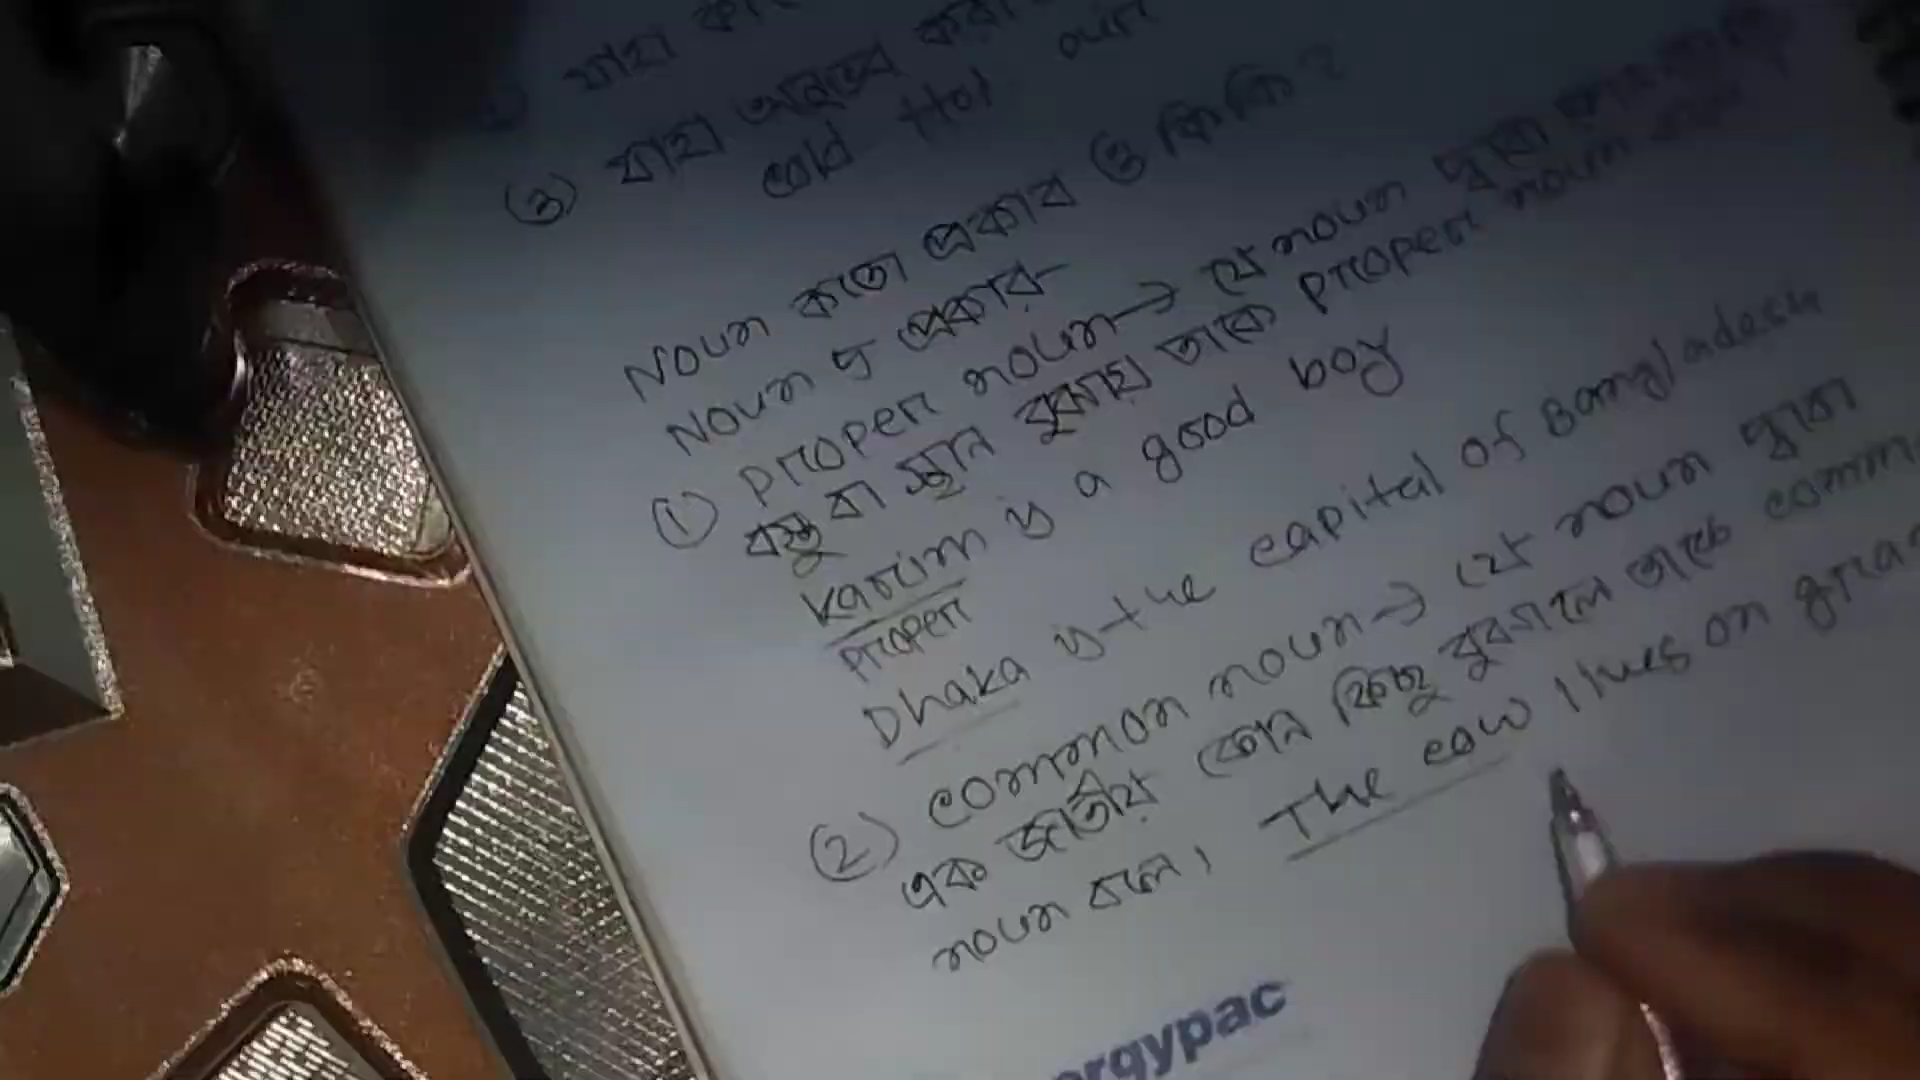 যাহা
(৩) যাহা অনুভব করা
cold Hot
Noun কতো প্রকার ও কি কি ?
Noun ৫ প্রকার-
(1) proper noun → যে noun দ্বারা
বস্তু বা স্থান বুঝায় তাকে proper noun
Karim is a good boy
proper
Dhaka is the capital of Bangladesh
(2) common noun → যে noun দ্বারা
এক জাতীয় কোন কিছু বুঝালে তাকে comm
noun বলে। The cow lives on gra
ergypac